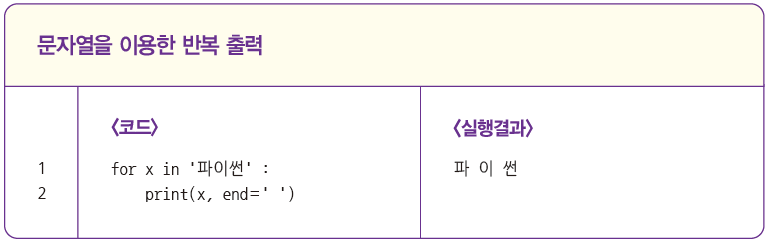 문자열을 이용한 반복 출력
<코드>
1 for x in '파이썬' :
2 print(x, end=' ')
<실행결과>
파 이 썬